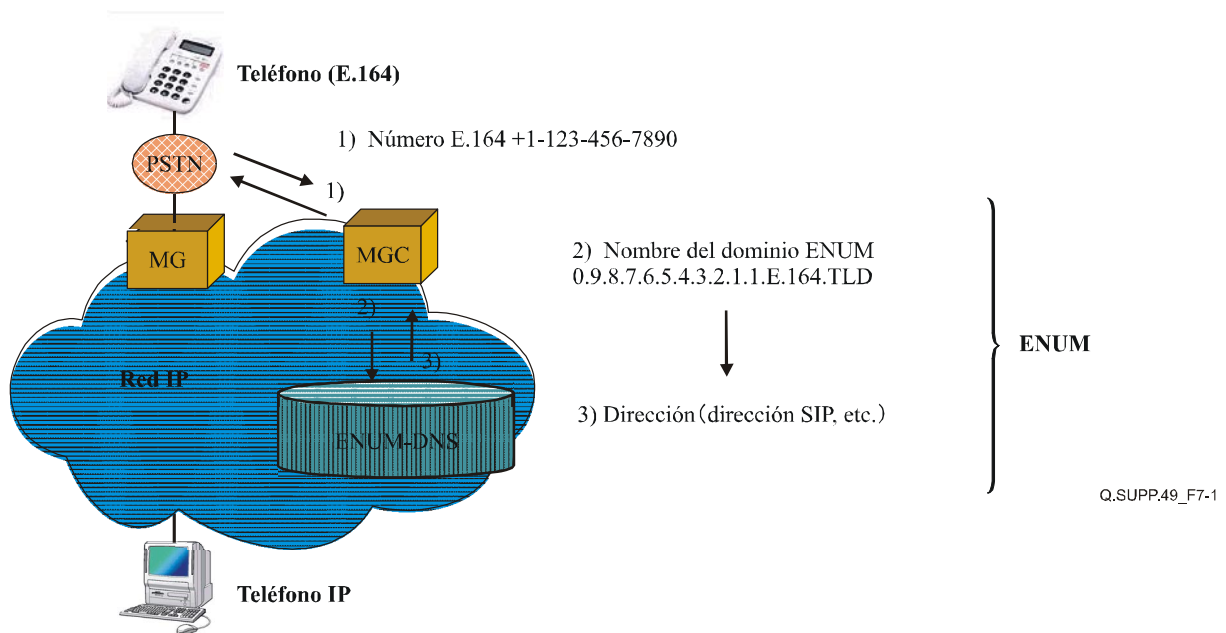 Teléfono (E.164)
1) Número E.164 +1-123-456-7890
PSTN
1)
MG
MGC
2) Nombre del dominio ENUM
0.9.8.7.6.5.4.3.2.1.1.E.164.TLD
2)
3)
ENUM
Red IP
3) Dirección (dirección SIP, etc.)
ENUM-DNS
Q.SUPP.49_F7-1
Teléfono IP